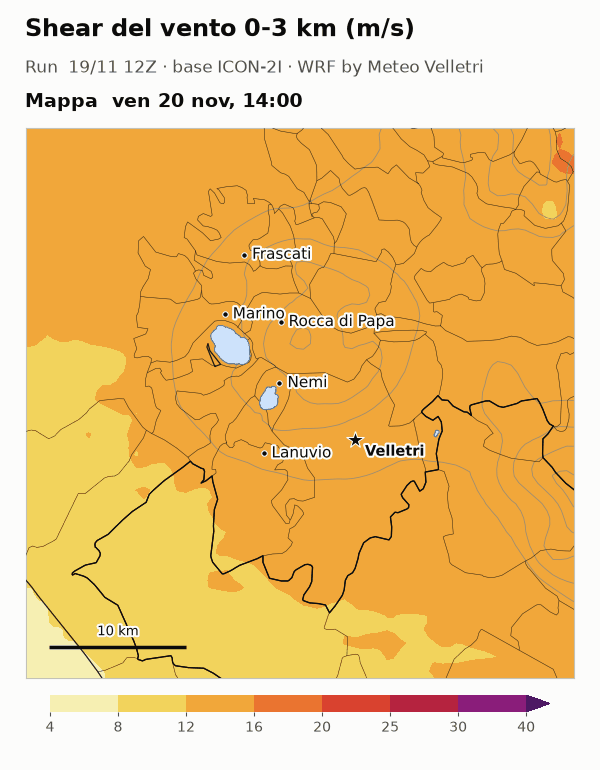 Shear del vento 0-3 km (m/s)
Run  19/11 12Z · base ICON-2I · WRF by Meteo Velletri
Mappa  ven 20 nov, 14:00
Frascati
Marino
Rocca di Papa
Nemi
Velletri
Lanuvio
10 km
4 8 12 16 20 25 30 40